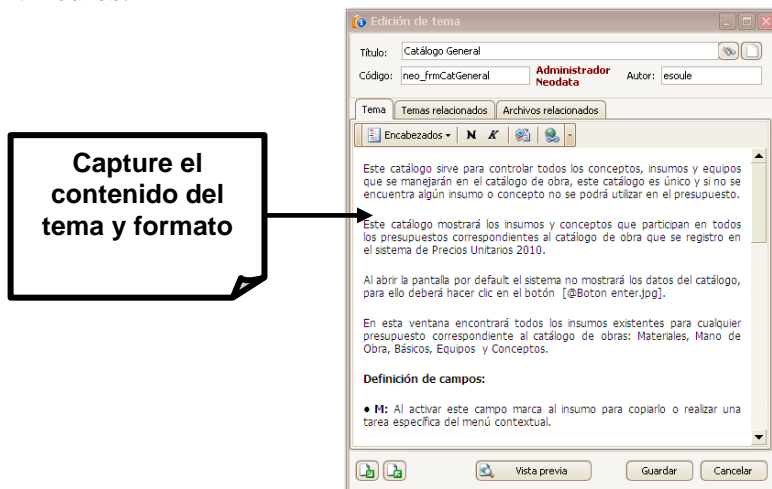 Edición de tema
Título: Catálogo General
Código: neo_frmCatGeneral Administrador Neodata Autor: esoule
Tema Temas relacionados Archivos relacionados
Encabezados N K
Capture el
contenido del
tema y formato
Este catálogo sirve para controlar todos los conceptos, insumos y equipos
que se manejarán en el catálogo de obra, este catálogo es único y si no se
encuentra algún insumo o concepto no se podrá utilizar en el presupuesto.
Este catálogo mostrará los insumos y conceptos que participan en todos
los presupuestos correspondientes al catálogo de obra que se registro en
el sistema de Precios Unitarios 2010.
Al abrir la pantalla por default el sistema no mostrará los datos del catálogo,
para ello deberá hacer clic en el botón [@Boton enter.jpg].
En esta ventana encontrará todos los insumos existentes para cualquier
presupuesto correspondiente al catálogo de obras: Materiales, Mano de
Obra, Básicos, Equipos y Conceptos.
Definición de campos:
● M: Al activar este campo marca al insumo para copiarlo o realizar una
tarea específica del menú contextual.
Vista previa Guardar Cancelar